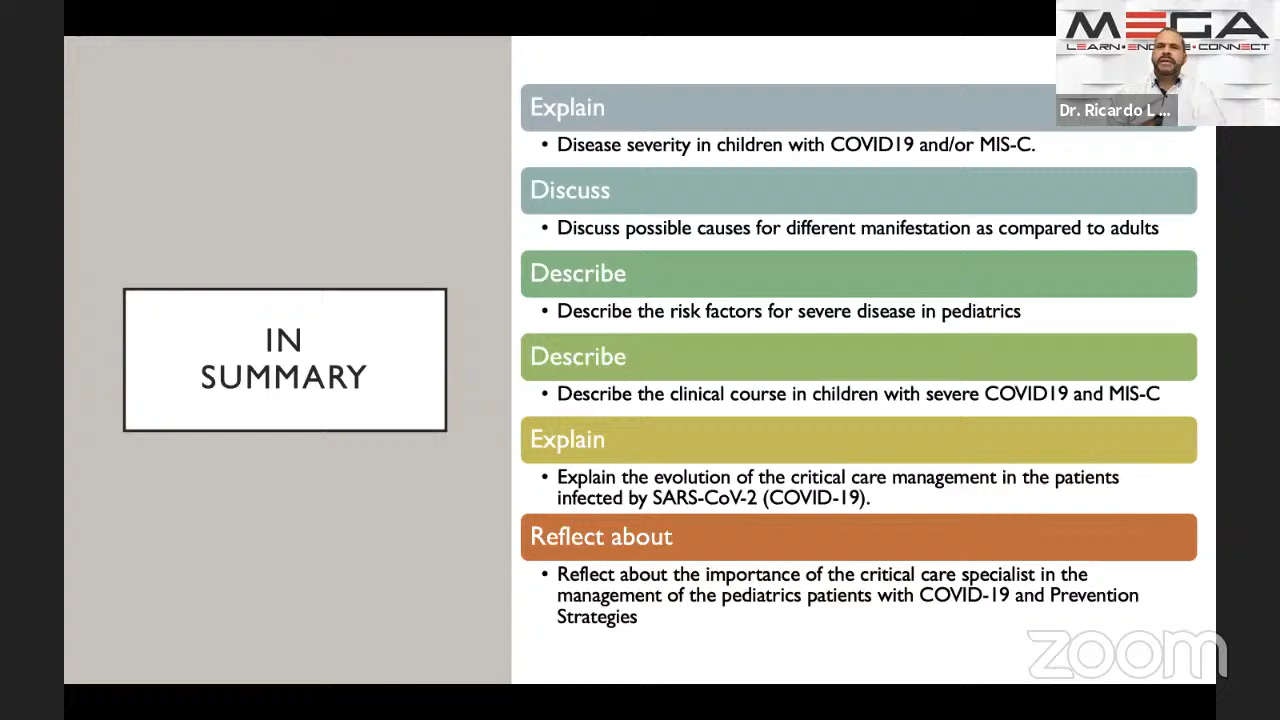 MEGA
LEARN
CONNECT
Dr. Ricardo L ...
IN
SUMMARY
Explain
• Disease severity in children with COVID19 and/or MIS-C.
Discuss
• Discuss possible causes for different manifestation as compared to adults
Describe
• Describe the risk factors for severe disease in pediatrics
Describe
• Describe the clinical course in children with severe COVID19 and MIS-C
Explain
• Explain the evolution of the critical care management in the patients
infected by SARS-CoV-2 (COVID-19).
Reflect about
• Reflect about the importance of the critical care specialist in the
management of the pediatrics patients with COVID-19 and Prevention
Strategies
zoom